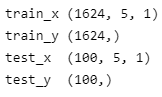 train_x (1624, 5, 1)
train_y (1624,)
test_x  (100, 5, 1)
test_y  (100,)